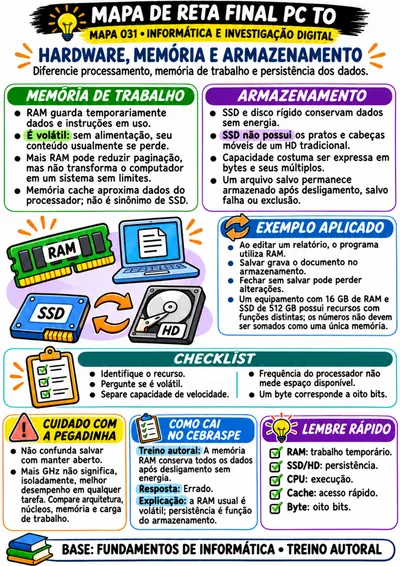 MAPA DE RETA FINAL PC TO
MAPA 031 • INFORMÁTICA E INVESTIGAÇÃO DIGITAL
HARDWARE, MEMÓRIA E ARMAZENAMENTO
Diferencie processamento, memória de trabalho e persistência dos dados.
MEMÓRIA DE TRABALHO
• RAM guarda temporariamente
dados e instruções em uso.
• É volátil: sem alimentação, seu
conteúdo usualmente se perde.
• Mais RAM pode reduzir paginação,
mas não transforma o computador
em um sistema sem limites.
• Memória cache aproxima dados do
processador; não é sinônimo de SSD.
ARMAZENAMENTO
• SSD e disco rígido conservam dados
sem energia.
• SSD não possui os pratos e cabeças
móveis de um HD tradicional.
• Capacidade costuma ser expressa em
bytes e seus múltiplos.
• Um arquivo salvo permanece
armazenado após desligamento, salvo
falha ou exclusão.
RAM
SSD
HD
EXEMPLO APLICADO
• Ao editar um relatório, o programa
utiliza RAM.
• Salvar grava o documento no
armazenamento.
• Fechar sem salvar pode perder
alterações.
• Um equipamento com 16 GB de RAM e
SSD de 512 GB possui recursos com
funções distintas; os números não devem
ser somados como uma única memória.
CHECKLIST
• Identifique o recurso.
• Pergunte se é volátil.
• Separe capacidade de velocidade.
• Frequência do processador não
mede espaço disponível.
• Um byte corresponde a oito bits.
CUIDADO COM
A PEGADINHA
• Não confunda salvar
com manter aberto.
• Mais GHz não significa,
isoladamente, melhor
desempenho em qualquer
tarefa. Compare arquitetura,
núcleos, memória e carga
de trabalho.
COMO CAI
NO CEBRASPE
Treino autoral: A memória
RAM conserva todos os dados
após desligamento sem
energia.
Resposta: Errado.
Explicação: a RAM usual é
volátil; persistência é função
do armazenamento.
LEMBRE RÁPIDO
RAM: trabalho temporário.
SSD/HD: persistência.
CPU: execução.
Cache: acesso rápido.
Byte: oito bits.
BASE: FUNDAMENTOS DE INFORMÁTICA • TREINO AUTORAL